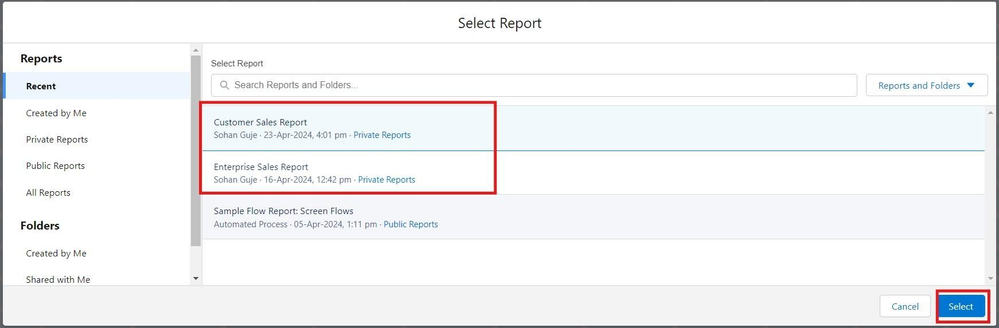 Select Report
Reports
Recent
Created by Me
Private Reports
Public Reports
All Reports
Folders
Created by Me
Shared with Me
Select Report
Search Reports and Folders...
Reports and Folders
Customer Sales Report
Sohan Guje · 23-Apr-2024, 4:01 pm · Private Reports
Enterprise Sales Report
Sohan Guje · 16-Apr-2024, 12:42 pm · Private Reports
Sample Flow Report: Screen Flows
Automated Process · 05-Apr-2024, 1:11 pm · Public Reports
Cancel
Select